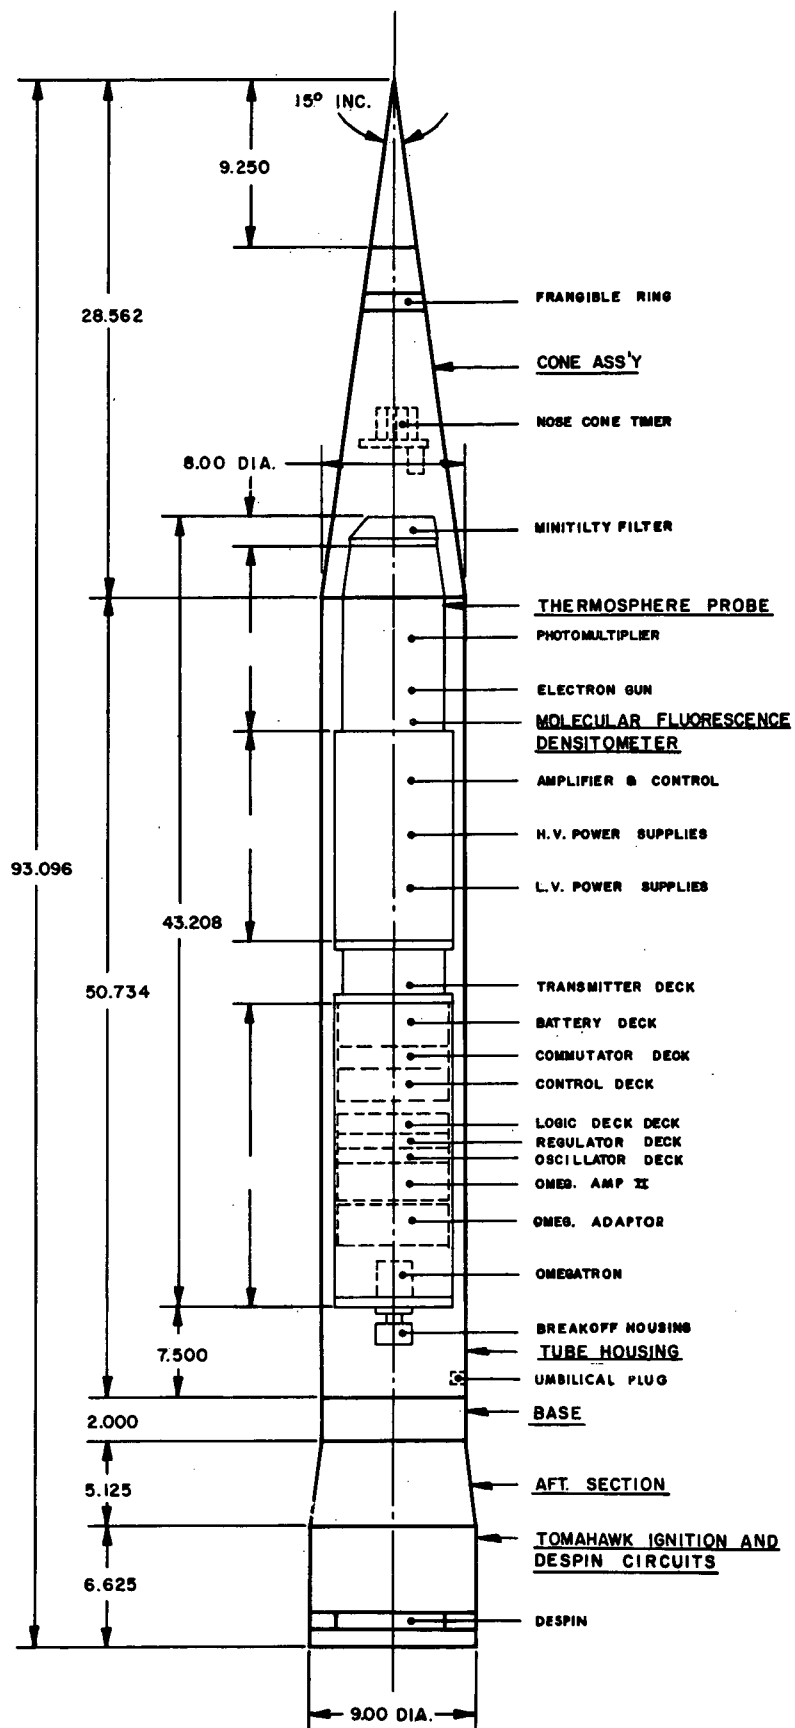 15° INC.
9.250
FRANGIBLE RING
28.562
CONE ASS'Y
NOSE CONE TIMER
8.00 DIA.
MINITILTY FILTER
THERMOSPHERE PROBE
PHOTOMULTIPLIER
ELECTRON GUN
MOLECULAR FLUORESCENCE
DENSITOMETER
AMPLIFIER & CONTROL
H.V. POWER SUPPLIES
93.096
L.V. POWER SUPPLIES
43.208
50.734
TRANSMITTER DECK
BATTERY DECK
COMMUTATOR DECK
CONTROL DECK
LOGIC DECK DECK
REGULATOR DECK
OSCILLATOR DECK
OMEG. AMP II
OMEG. ADAPTOR
OMEGATRON
BREAKOFF HOUSING
7.500
TUBE HOUSING
UMBILICAL PLUG
BASE
2.000
AFT. SECTION
5.125
TOMAHAWK IGNITION AND
DESPIN CIRCUITS
6.625
DESPIN
9.00 DIA.